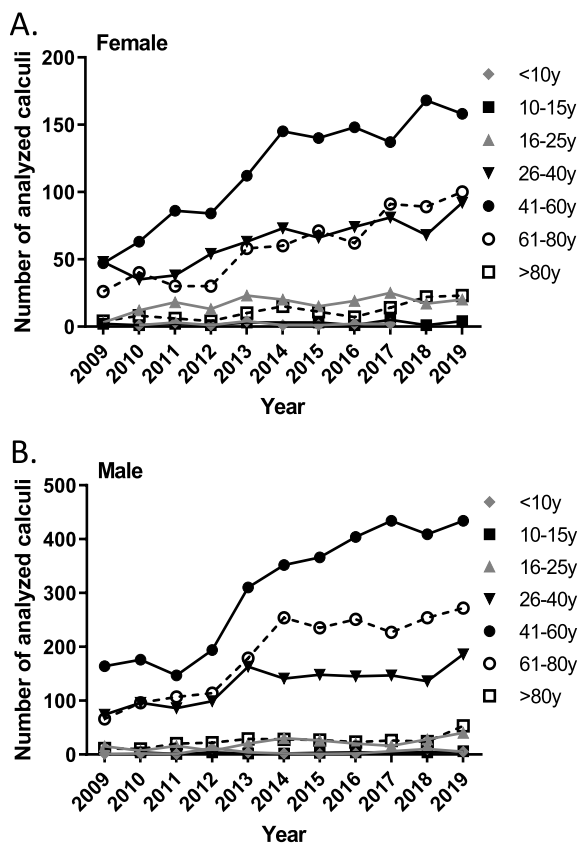 A.
Female
Number of analyzed calculi
200
150
100
50
0
2009
2010
2011
2012
2013
2014
2015
2016
2017
2018
2019
Year
<10y
10-15y
16-25y
26-40y
41-60y
61-80y
>80y
B.
Male
Number of analyzed calculi
500
400
300
200
100
0
2009
2010
2011
2012
2013
2014
2015
2016
2017
2018
2019
Year
<10y
10-15y
16-25y
26-40y
41-60y
61-80y
>80y